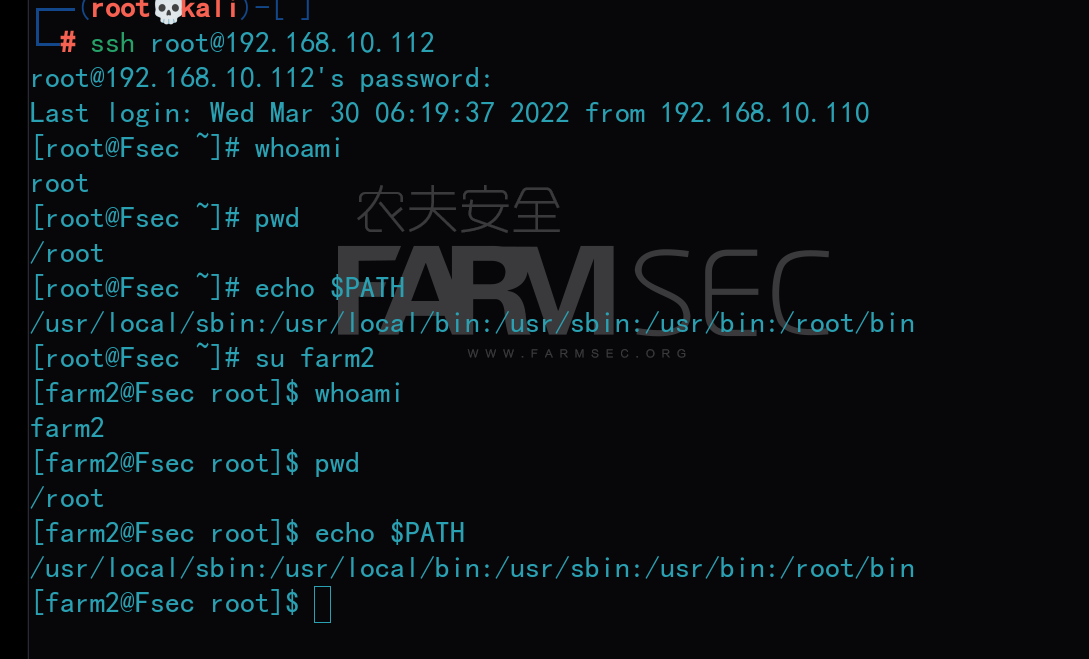 (root💀kali)-[ ]
# ssh root@192.168.10.112
root@192.168.10.112's password:
Last login: Wed Mar 30 06:19:37 2022 from 192.168.10.110
[root@Fsec ~]# whoami
root
[root@Fsec ~]# pwd
/root
[root@Fsec ~]# echo $PATH
/usr/local/sbin:/usr/local/bin:/usr/sbin:/usr/bin:/root/bin
[root@Fsec ~]# su farm2
[farm2@Fsec root]$ whoami
farm2
[farm2@Fsec root]$ pwd
/root
[farm2@Fsec root]$ echo $PATH
/usr/local/sbin:/usr/local/bin:/usr/sbin:/usr/bin:/root/bin
[farm2@Fsec root]$
农夫安全
FARMSEC
WWW.FARMSEC.ORG